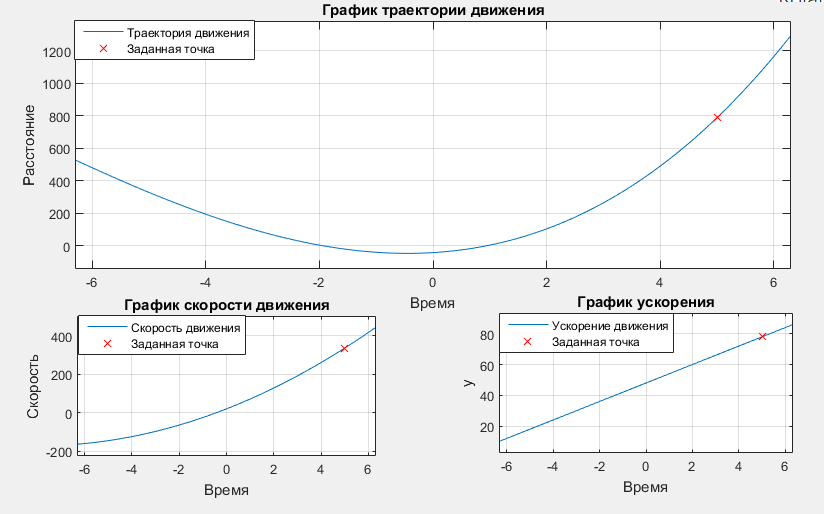 График траектории движения
Траектория движения
Заданная точка
1200
1000
800
600
400
200
0
Расстояние
-6 -4 -2 0 2 4 6
Время
График скорости движения
Скорость движения
Заданная точка
400
200
0
-200
Скорость
-6 -4 -2 0 2 4 6
Время
График ускорения
Ускорение движения
Заданная точка
80
60
40
20
y
-6 -4 -2 0 2 4 6
Время